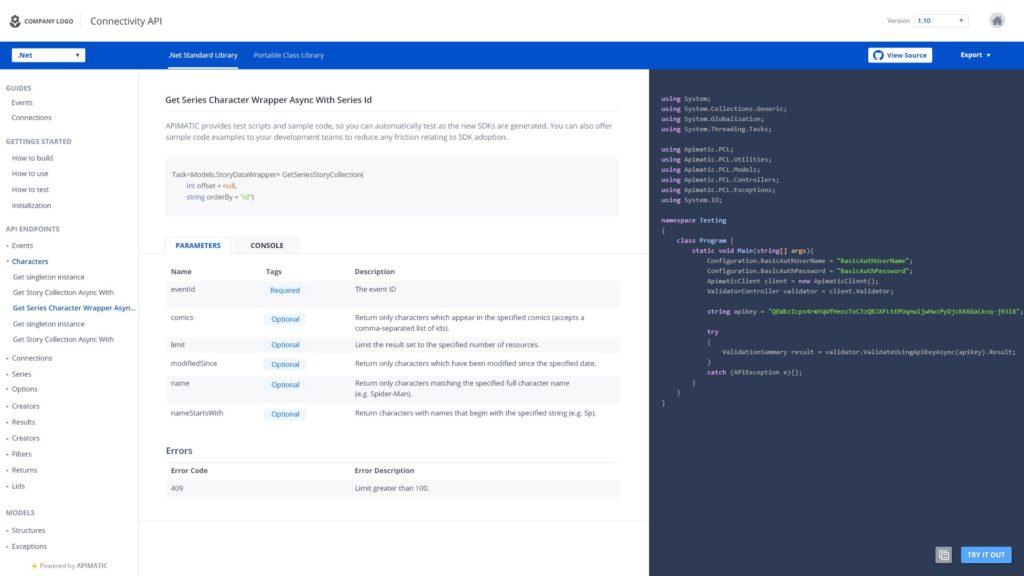 COMPANY LOGO
Connectivity API
Version 1.10
.Net
.Net Standard Library
Portable Class Library
View Source
Export
GUIDES
Events
Connections
GETTINGS STARTED
How to build
How to use
How to test
Initialization
API ENDPOINTS
Events
Characters
Get singleton instance
Get Story Collection Async With
Get Series Character Wrapper Asyn...
Get singleton instance
Get Story Collection Async With
Connections
Series
Options
Creators
Results
Creators
Filters
Returns
Lids
MODELS
Structures
Exceptions
Powered by APIMATIC
Get Series Character Wrapper Async With Series Id
APIMATIC provides test scripts and sample code, so you can automatically test as the new SDKs are generated. You can also offer
sample code examples to your development teams to reduce any friction relating to SDK adoption.
Task<Models.StoryDataWrapper> GetSeriesStoryCollection(
Int offset = null,
string orderBy = "id")
PARAMETERS
CONSOLE
Name Tags Description
eventId Required The event ID
comics Optional Return only characters which appear in the specified comics (accepts a
comma-separated list of ids).
limit Optional Limit the result set to the specified number of resources.
modifiedSince Optional Return only characters which have been modified since the specified date.
name Optional Return only characters matching the specified full character name
(e.g. Spider-Man).
nameStartsWith Optional Return characters with names that begin with the specified string (e.g. Sp).
Errors
Error Code Error Description
409 Limit greater than 100.
using System;
using System.Collections.Generic;
using System.Globalization;
using System.Threading.Tasks;
using Apimatic.PCL;
using Apimatic.PCL.Utilities;
using Apimatic.PCL.Models;
using Apimatic.PCL.Controllers;
using Apimatic.PCL.Exceptions;
using System.IO;
namespace Testing
{
class Program {
static void Main(string[] args){
Configuration.BasicAuthUserName = "BasicAuthUserName";
Configuration.BasicAuthPassword = "BasicAuthPassword";
ApimaticClient client = new ApimaticClient();
ValidatorController validator = client.Validator;
string apikey =
try
{
ValidationSummary result = validator.ValidateUsingApiKeyAsync(apikey).Result;
}
catch (APIException e){};
}
}
}
TRY IT OUT